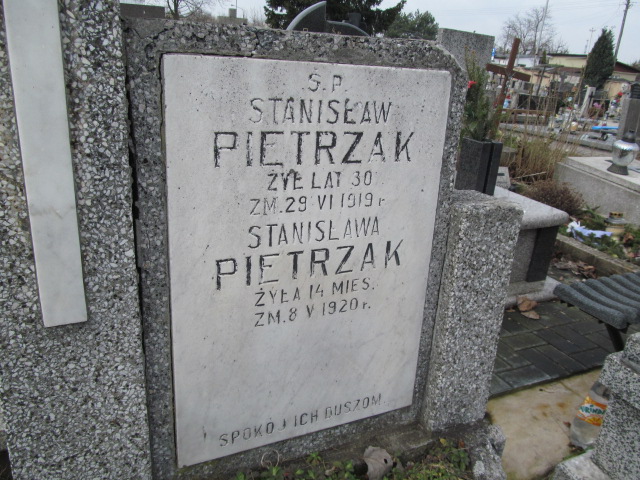 Ś.P.
STANISŁAW
PIETRZAK
ŻYŁ LAT 30
ZM. 29 VI 1919 r
STANISŁAWA
PIETRZAK
ŻYŁA 14 MIES.
ZM. 8 V 1920 r.
SPOKÓJ ICH DUSZOM